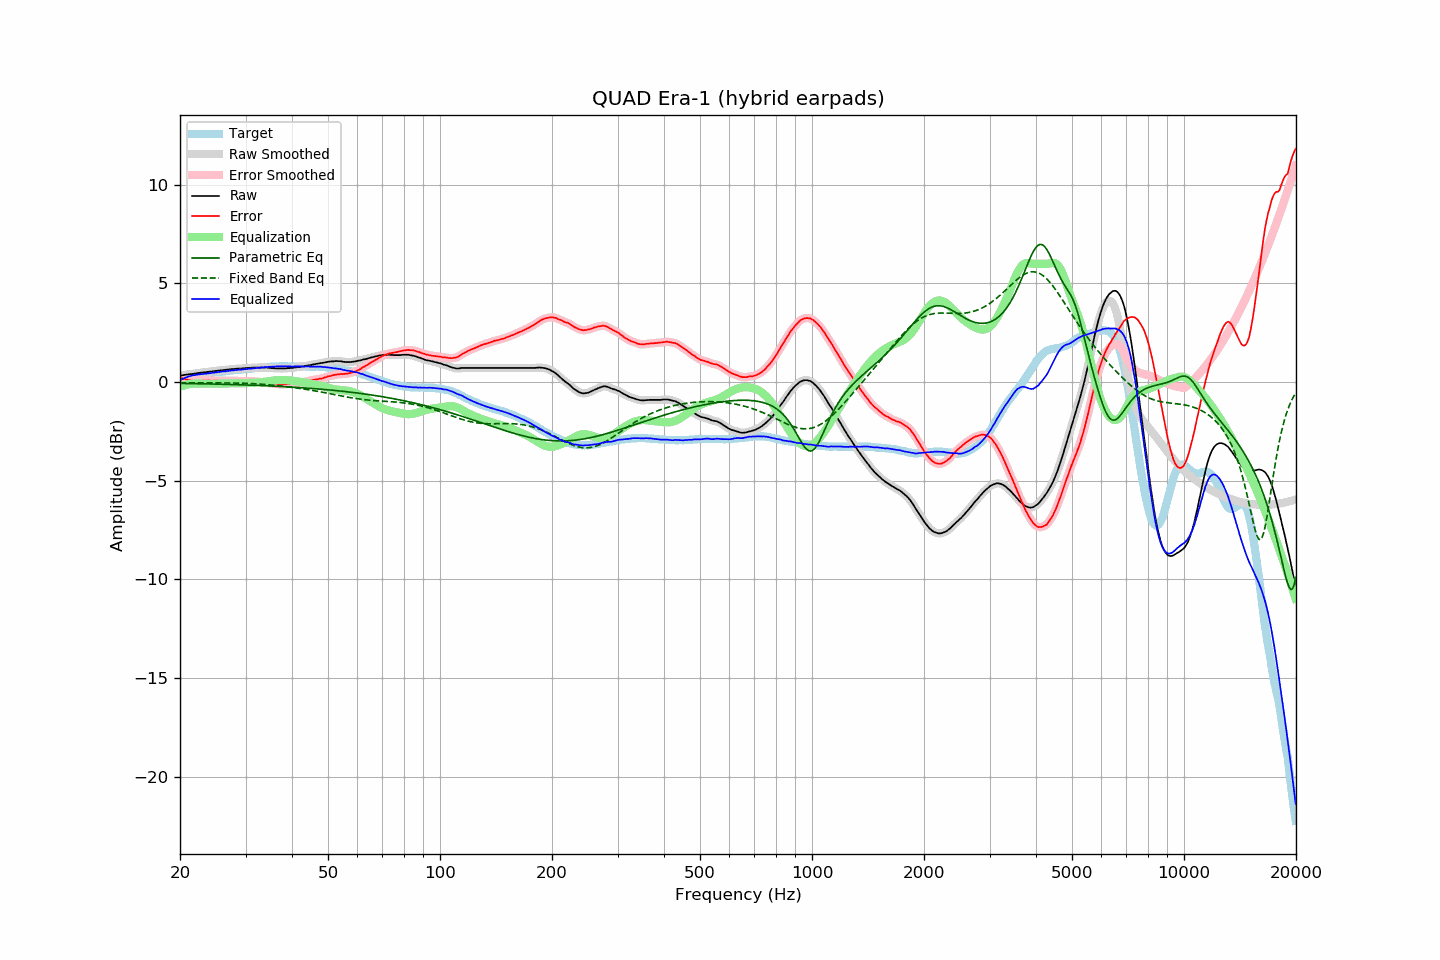 QUAD Era-1 (hybrid earpads)
Target
Raw Smoothed
Error Smoothed
Raw
Error
Equalization
Parametric Eq
Fixed Band Eq
Equalized
Amplitude (dBr)
10
5
0
−5
−10
−15
−20
20 50 100 200 500 1000 2000 5000 10000 20000
Frequency (Hz)